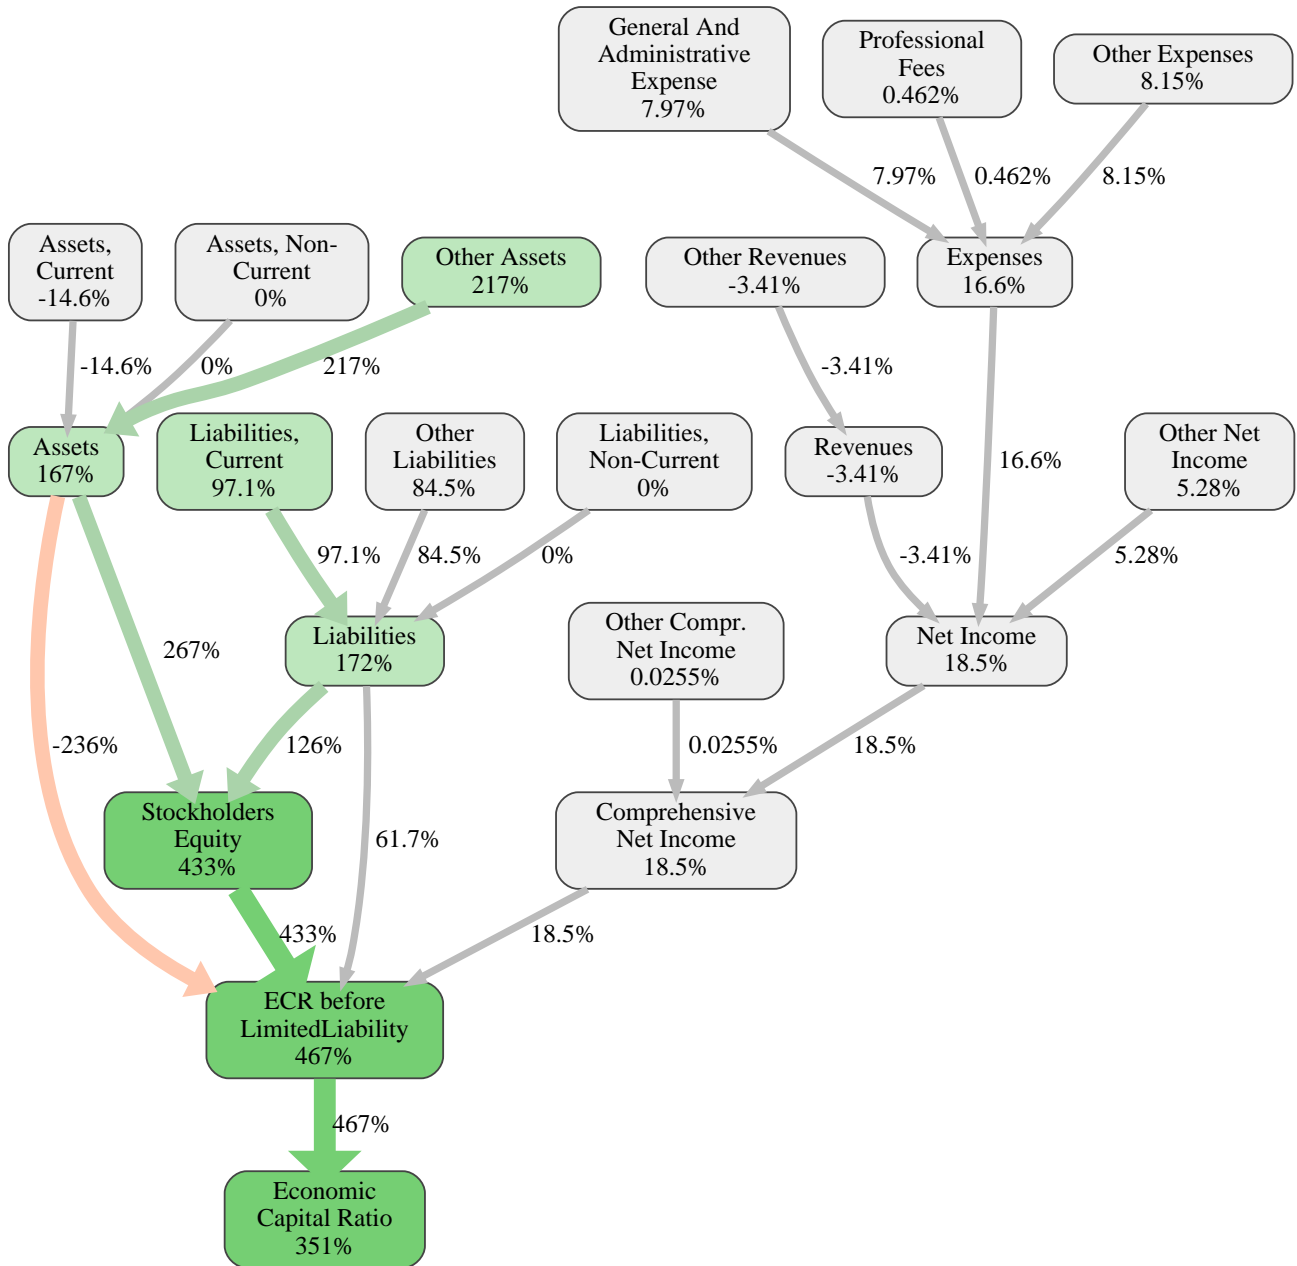 General And
Administrative
Expense
7.97%
Professional
Fees
0.462%
Other Expenses
8.15%
7.97%
0.462%
8.15%
Assets,
Current
-14.6%
Assets, Non-
Current
0%
Other Assets
217%
Other Revenues
-3.41%
Expenses
16.6%
-14.6%
0%
217%
-3.41%
Assets
167%
Liabilities,
Current
97.1%
Other
Liabilities
84.5%
Liabilities,
Non-Current
0%
Revenues
-3.41%
16.6%
Other Net
Income
5.28%
97.1%
84.5%
0%
-3.41%
5.28%
267%
Liabilities
172%
Other Compr.
Net Income
0.0255%
Net Income
18.5%
-236%
126%
0.0255%
18.5%
Stockholders
Equity
433%
61.7%
Comprehensive
Net Income
18.5%
433%
18.5%
ECR before
LimitedLiability
467%
467%
Economic
Capital Ratio
351%